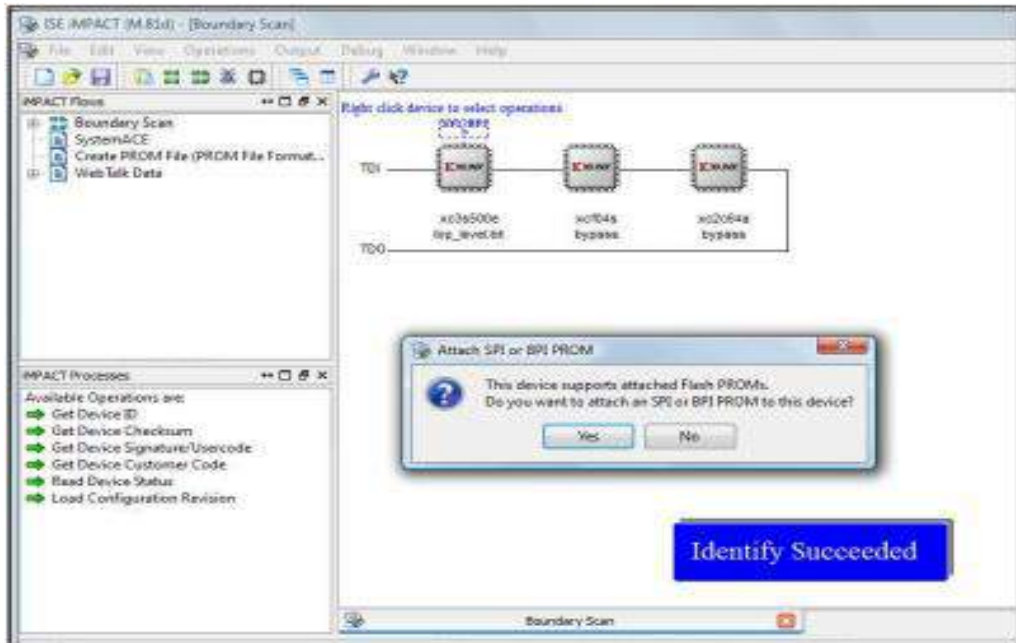 ISE iMPACT (M.81d) - [Boundary Scan]
File Edit View Operations Output Debug Window Help
iMPACT Flows
Boundary Scan
SystemACE
Create PROM File (PROM File Format...
WebTalk Data
Right click device to select operations
SPI/BPI
TDI
XILINX XILINX XILINX
xc3s500e xcf04s xc2c64a
top_level.bit bypass bypass
TDO
Attach SPI or BPI PROM
This device supports attached Flash PROMs.
Do you want to attach an SPI or BPI PROM to this device?
Yes No
iMPACT Processes
Available Operations are:
Get Device ID
Get Device Checksum
Get Device Signature/Usercode
Get Device Customer Code
Read Device Status
Load Configuration Revision
Identify Succeeded
Boundary Scan